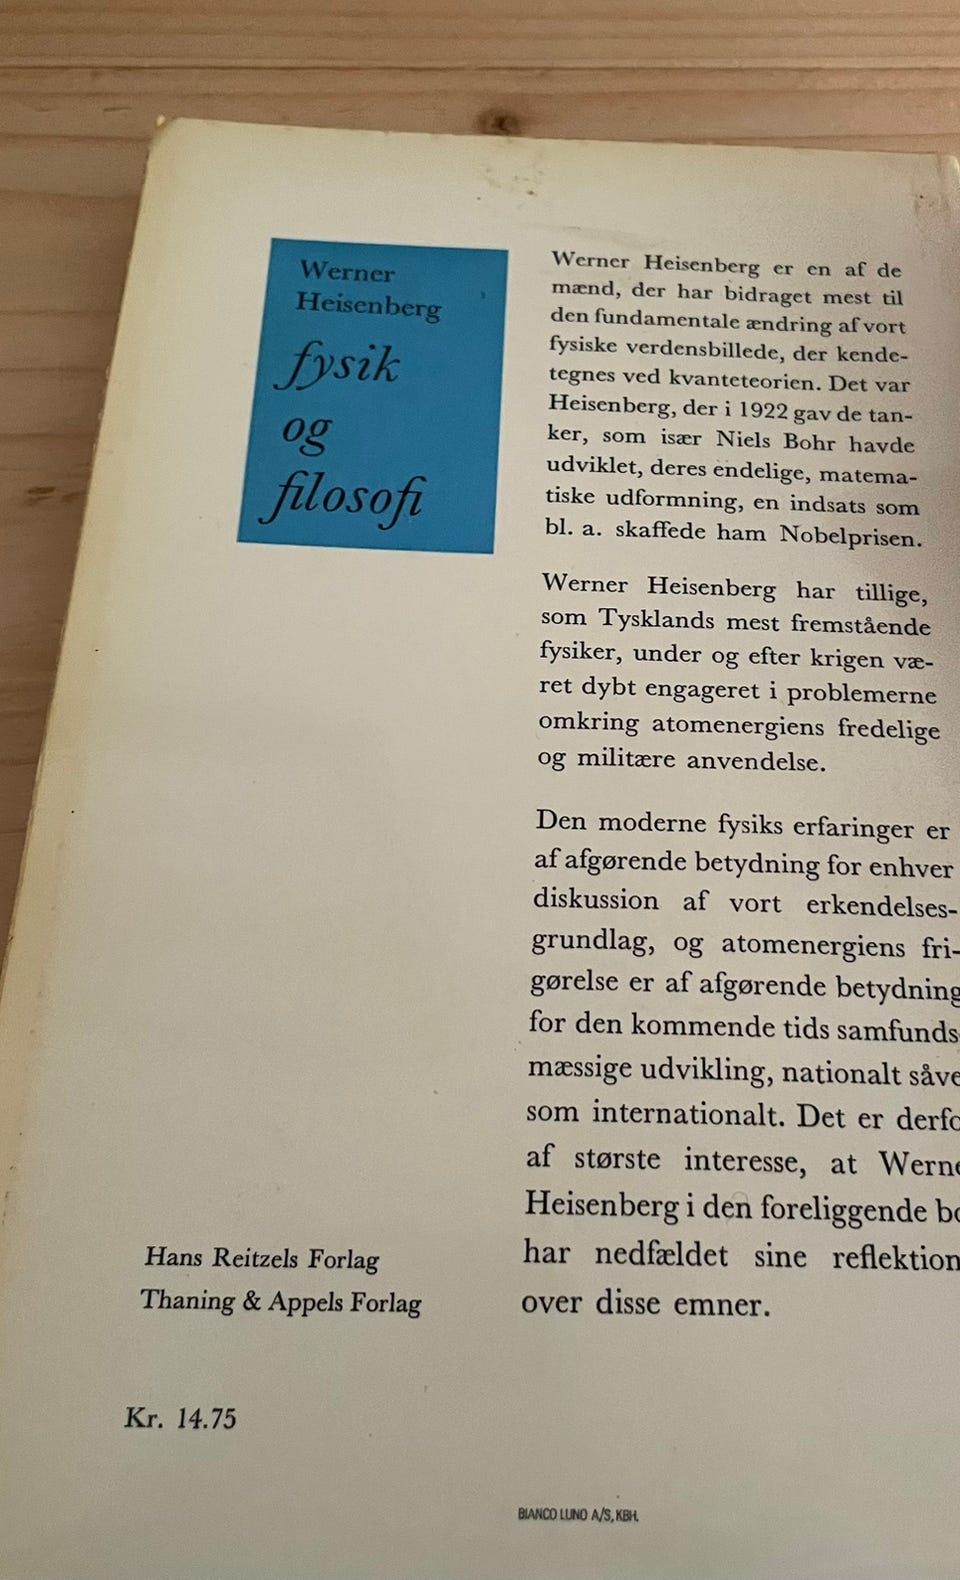 Werner
Heisenberg
fysik
og
filosofi
Werner Heisenberg er en af de
mænd, der har bidraget mest til
den fundamentale ændring af vort
fysiske verdensbillede, der kende-
tegnes ved kvanteteorien. Det var
Heisenberg, der i 1922 gav de tan-
ker, som især Niels Bohr havde
udviklet, deres endelige, matema-
tiske udformning, en indsats som
bl. a. skaffede ham Nobelprisen.
Werner Heisenberg har tillige,
som Tysklands mest fremstående
fysiker, under og efter krigen væ-
ret dybt engageret i problemerne
omkring atomenergiens fredelige
og militære anvendelse.
Den moderne fysiks erfaringer er
af afgørende betydning for enhver
diskussion af vort erkendelses-
grundlag, og atomenergiens fri-
gørelse er af afgørende betydning
for den kommende tids samfunds-
mæssige udvikling, nationalt såve
som internationalt. Det er derfo
af største interesse, at Werne
Heisenberg i den foreliggende bo
har nedfældet sine reflektion
over disse emner.
Hans Reitzels Forlag
Thaning & Appels Forlag
Kr. 14.75
BIANCO LUNO A/S, KBH.